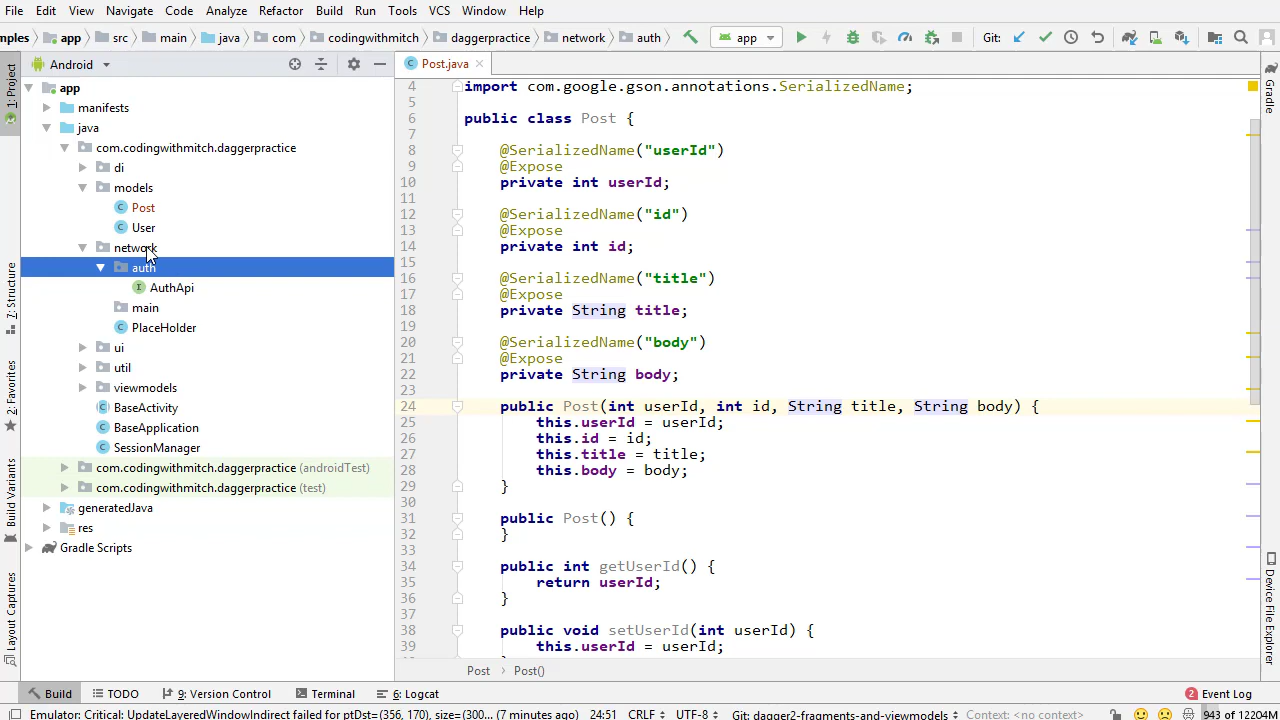 File Edit View Navigate Code Analyze Refactor Build Run Tools VCS Window Help
mples app src main java com codingwithmitch daggerpractice network auth app Git:
Android Post.java
1: Project
7: Structure
2: Favorites
Build Variants
Layout Captures
app
manifests
java
com.codingwithmitch.daggerpractice
di
models
Post
User
network
auth
AuthApi
main
PlaceHolder
ui
util
viewmodels
BaseActivity
BaseApplication
SessionManager
com.codingwithmitch.daggerpractice (androidTest)
com.codingwithmitch.daggerpractice (test)
generatedJava
res
Gradle Scripts
4 import com.google.gson.annotations.SerializedName;
5
6 public class Post {
7
8 @SerializedName("userId")
9 @Expose
10 private int userId;
11
12 @SerializedName("id")
13 @Expose
14 private int id;
15
16 @SerializedName("title")
17 @Expose
18 private String title;
19
20 @SerializedName("body")
21 @Expose
22 private String body;
23
24 public Post(int userId, int id, String title, String body) {
25 this.userId = userId;
26 this.id = id;
27 this.title = title;
28 this.body = body;
29 }
30
31 public Post() {
32 }
33
34 public int getUserId() {
35 return userId;
36 }
37
38 public void setUserId(int userId) {
39 this.userId = userId;
Gradle
Device File Explorer
Post Post()
Build TODO 9: Version Control Terminal 6: Logcat 2 Event Log
Emulator: Critical: UpdateLayeredWindowIndirect failed for ptDst=(356, 170), size=(300... (7 minutes ago) 24:51 CRLF UTF-8 Git: dagger2-fragments-and-viewmodels Context: <no context> 943 of 12204M